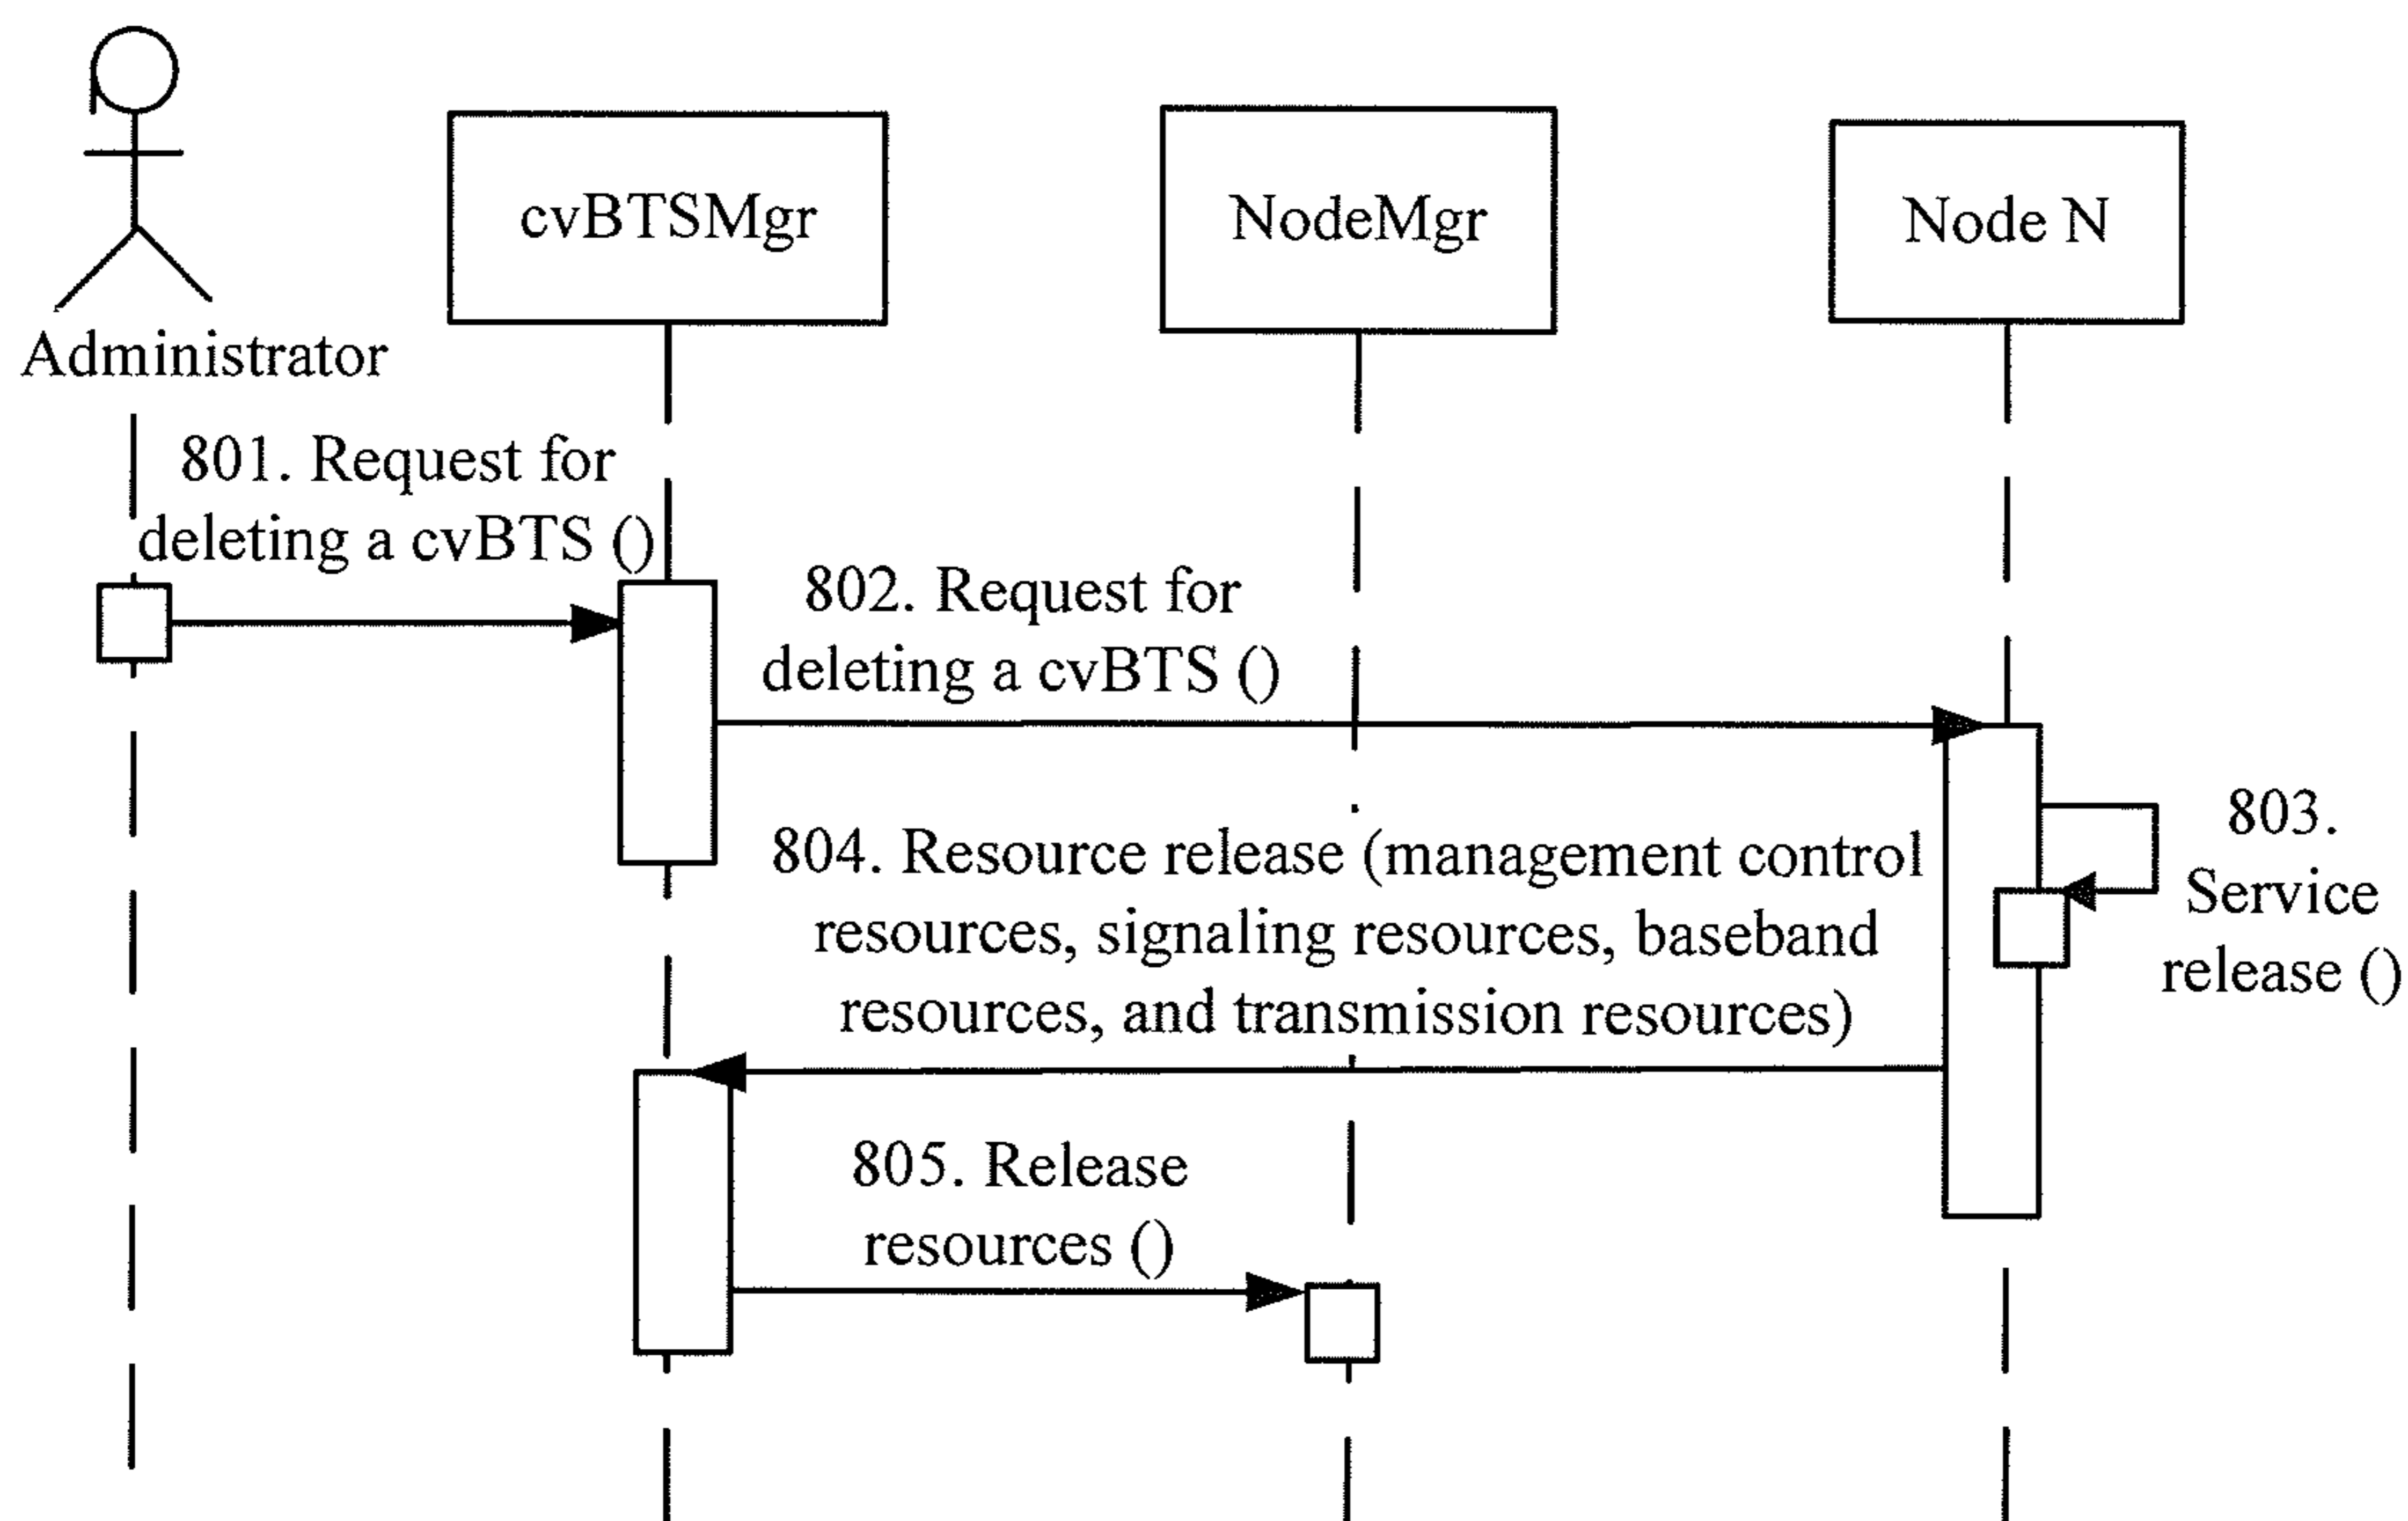 cvBTSMgr
NodeMgr
Node N
Administrator
801. Request for
deleting a cvBTS ()
802. Request for
deleting a cvBTS ()
803.
Service
release ()
804. Resource release (management control
resources, signaling resources, baseband
resources, and transmission resources)
805. Release
resources ()